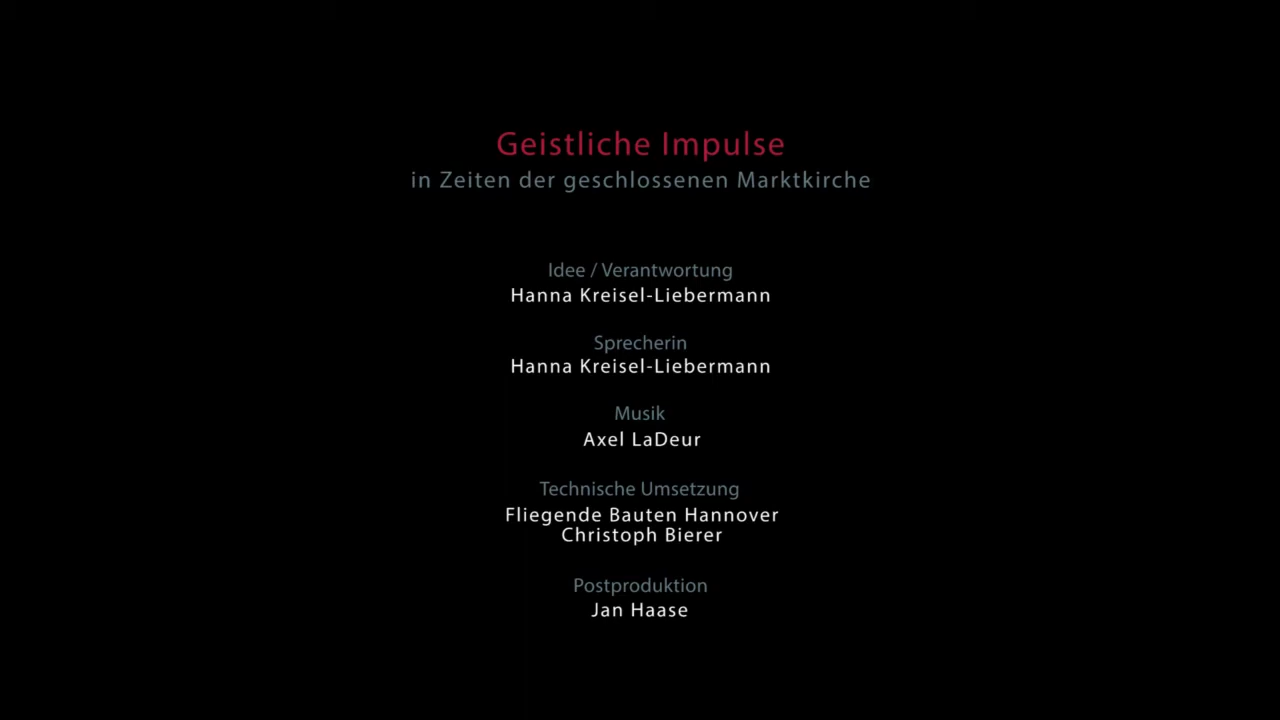 Geistliche Impulse
in Zeiten der geschlossenen Marktkirche
Idee / Verantwortung
Hanna Kreisel-Liebermann
Sprecherin
Hanna Kreisel-Liebermann
Musik
Axel LaDeur
Technische Umsetzung
Fliegende Bauten Hannover
Christoph Bierer
Postproduktion
Jan Haase